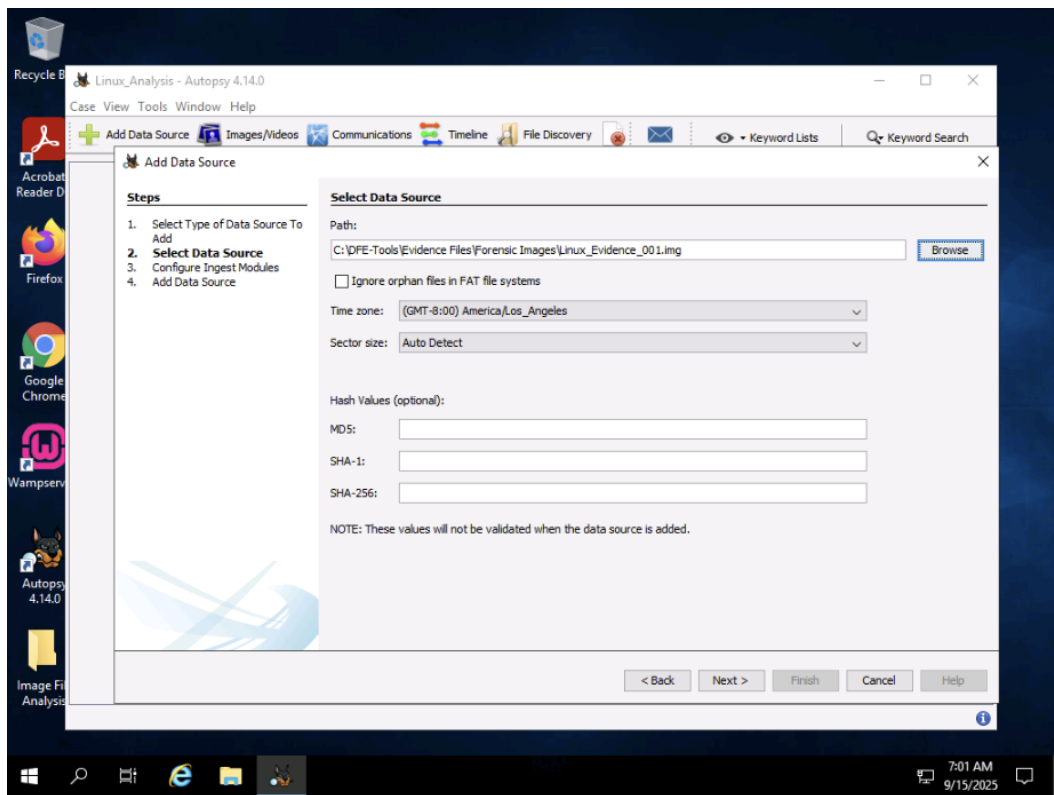 Recycle B
Linux_Analysis - Autopsy 4.14.0
Case View Tools Window Help
Add Data Source Images/Videos Communications Timeline File Discovery Keyword Lists Keyword Search
Acrobat
Reader D
Firefox
Google
Chrome
Wampserv
Autopsy
4.14.0
Image Fil
Analysis
Add Data Source
Steps
1. Select Type of Data Source To
Add
2. Select Data Source
3. Configure Ingest Modules
4. Add Data Source
Select Data Source
Path:
C:\DFE-Tools\Evidence Files\Forensic Images\Linux_Evidence_001.img Browse
Ignore orphan files in FAT file systems
Time zone: (GMT-8:00) America/Los_Angeles
Sector size: Auto Detect
Hash Values (optional):
MD5:
SHA-1:
SHA-256:
NOTE: These values will not be validated when the data source is added.
< Back Next > Finish Cancel Help
7:01 AM
9/15/2025